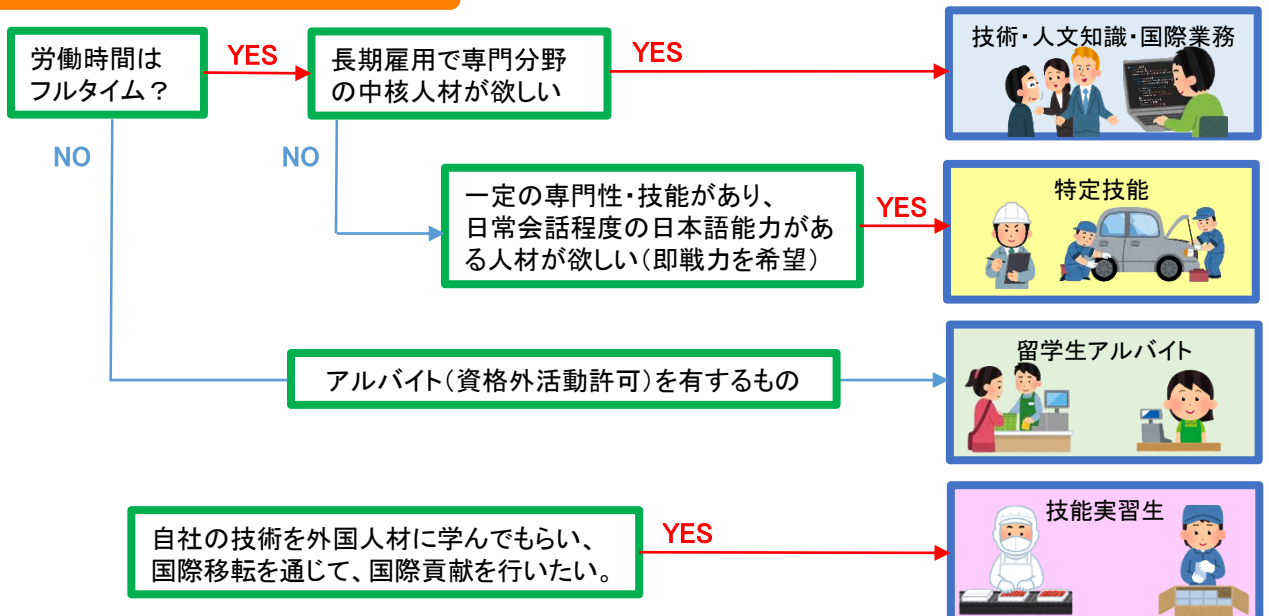 労働時間は
フルタイム？
YES
長期雇用で専門分野
の中核人材が欲しい
YES
技術・人文知識・国際業務
NO
NO
一定の専門性・技能があり、
日常会話程度の日本語能力があ
る人材が欲しい（即戦力を希望）
YES
特定技能
アルバイト（資格外活動許可）を有するもの
留学生アルバイト
自社の技術を外国人材に学んでもらい、
国際移転を通じて、国際貢献を行いたい。
YES
技能実習生